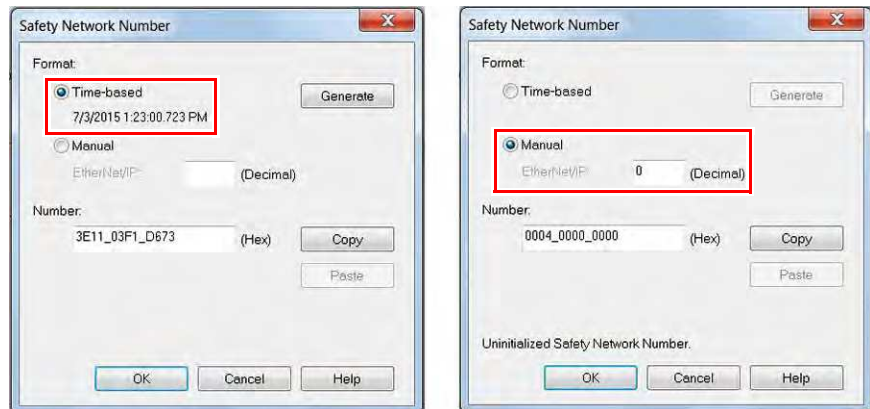 Safety Network Number
Format:
Time-based
Generate
7/3/2015 1:23:00.723 PM
Manual
EtherNet/IP:
(Decimal)
Number:
3E11_03F1_D673
(Hex)
Copy
Paste
OK
Cancel
Help
Safety Network Number
Format:
Time-based
Generate
Manual
EtherNet/IP:
0
(Decimal)
Number:
0004_0000_0000
(Hex)
Copy
Paste
Uninitialized Safety Network Number.
OK
Cancel
Help